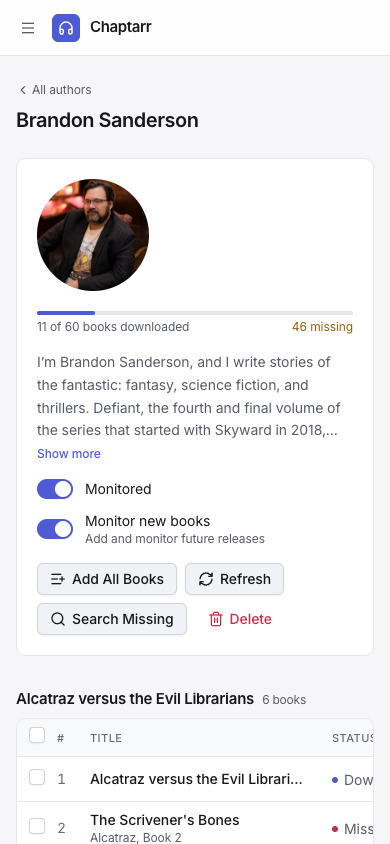 Chaptarr
All authors
Brandon Sanderson
11 of 60 books downloaded
46 missing
I'm Brandon Sanderson, and I write stories of
the fantastic: fantasy, science fiction, and
thrillers. Defiant, the fourth and final volume of
the series that started with Skyward in 2018,...
Show more
Monitored
Monitor new books
Add and monitor future releases
Add All Books
Refresh
Search Missing
Delete
Alcatraz versus the Evil Librarians 6 books
# TITLE STATUS
1 Alcatraz versus the Evil Librari... Dow
2 The Scrivener's Bones Miss
Alcatraz, Book 2